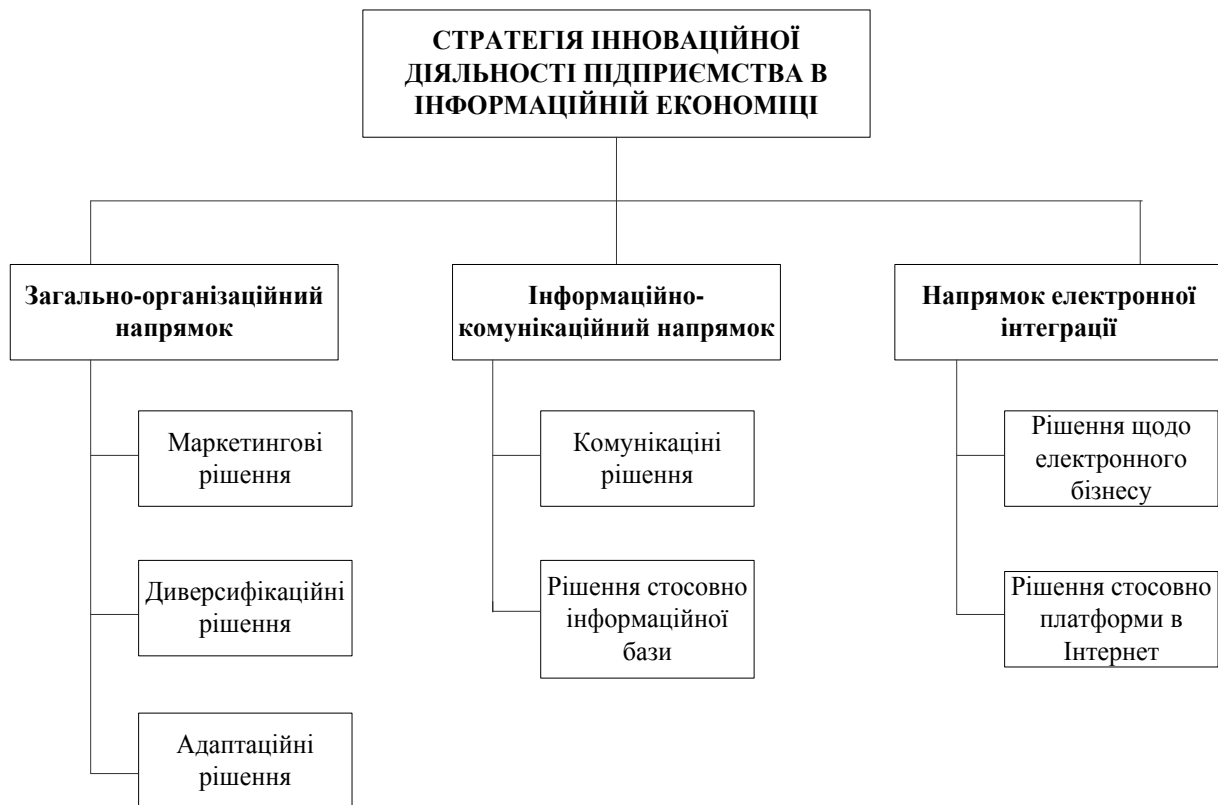 СТРАТЕГІЯ ІННОВАЦІЙНОЇ
ДІЯЛЬНОСТІ ПІДПРИЄМСТВА В
ІНФОРМАЦІЙНІЙ ЕКОНОМІЦІ
Загально-організаційний
напрямок
Маркетингові
рішення
Диверсифікаційні
рішення
Адаптаційні
рішення
Інформаційно-
комунікаційний напрямок
Комунікаціні
рішення
Рішення стосовно
інформаційної
бази
Напрямок електронної
інтеграції
Рішення щодо
електронного
бізнесу
Рішення стосовно
платформи в
Інтернет